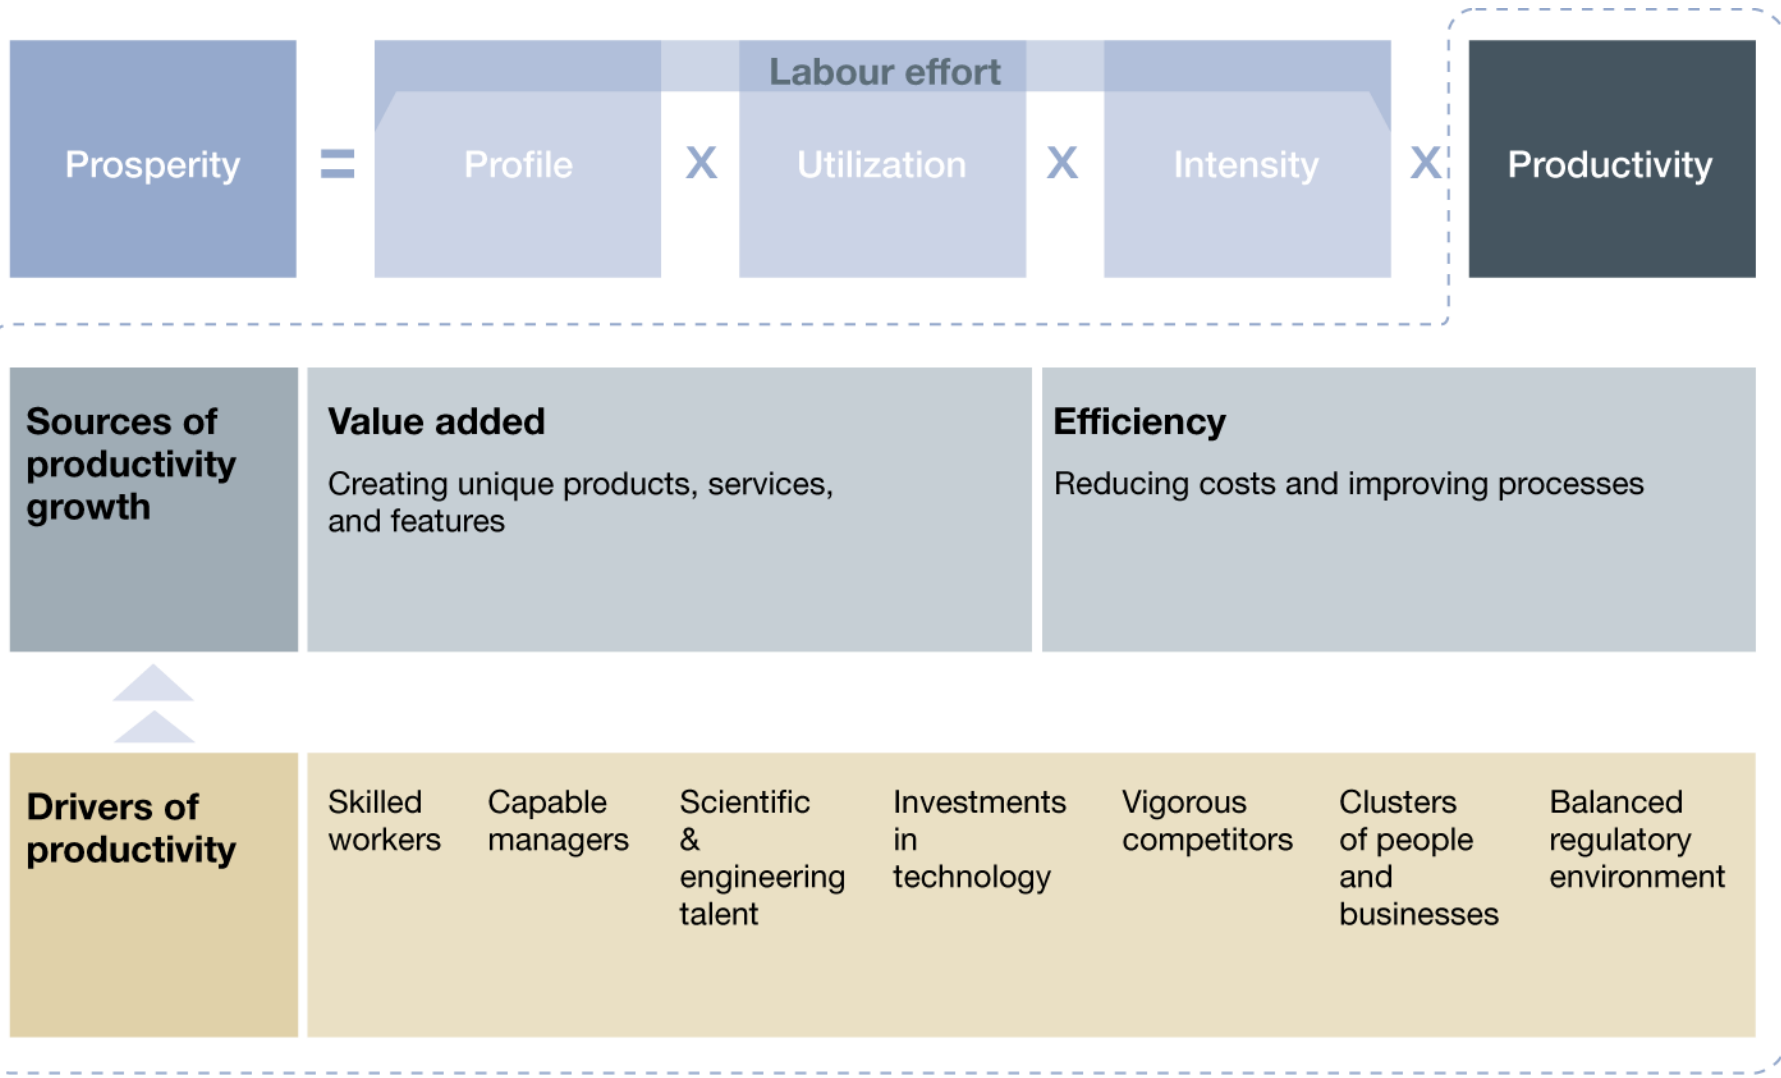 Labour effort
Prosperity = Profile x Utilization x Intensity x Productivity
Sources of
productivity
growth
Value added
Creating unique products, services,
and features
Efficiency
Reducing costs and improving processes
Drivers of
productivity
Skilled
workers
Capable
managers
Scientific
&
engineering
talent
Investments
in
technology
Vigorous
competitors
Clusters
of people
and
businesses
Balanced
regulatory
environment